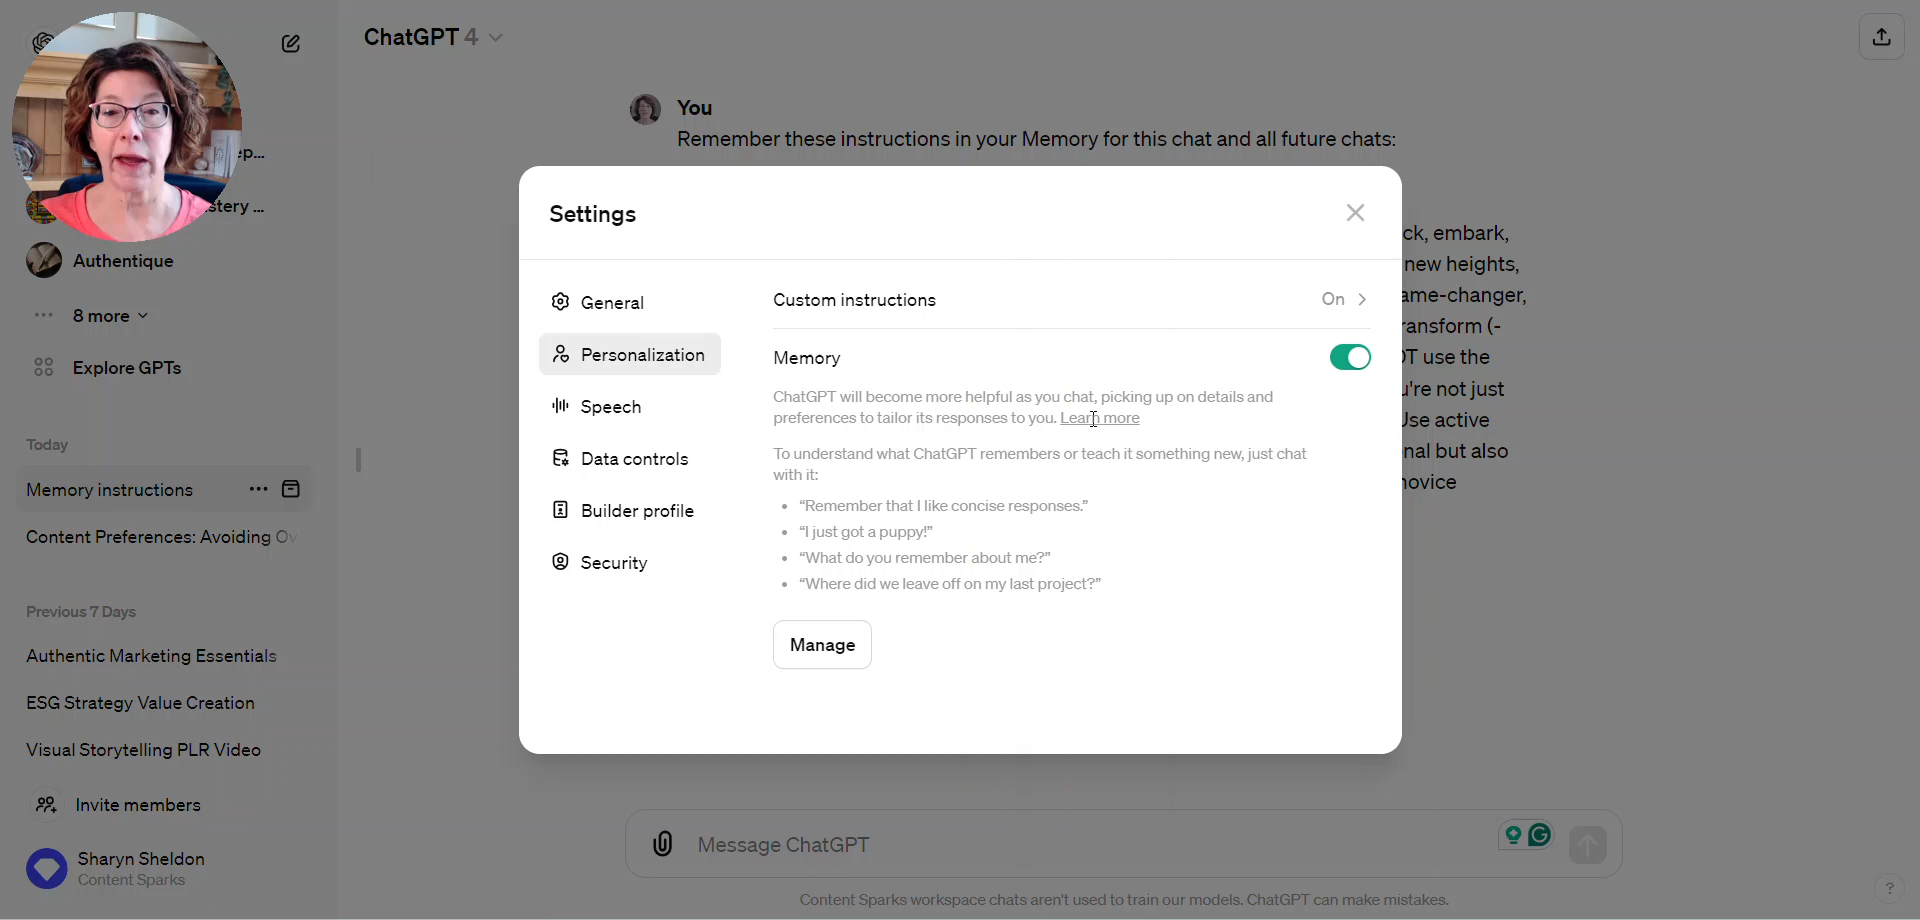 ChatGPT 4
ep...
stery ...
Authentique
8 more
Explore GPTs
Today
Memory instructions
Content Preferences: Avoiding Ov
Previous 7 Days
Authentic Marketing Essentials
ESG Strategy Value Creation
Visual Storytelling PLR Video
Invite members
Sharyn Sheldon
Content Sparks
You
Remember these instructions in your Memory for this chat and all future chats:
ck, embark,
new heights,
ame-changer,
ransform (-
OT use the
u're not just
Use active
nal but also
novice
Settings
General
Personalization
Speech
Data controls
Builder profile
Security
Custom instructions
On
Memory
ChatGPT will become more helpful as you chat, picking up on details and
preferences to tailor its responses to you. Learn more
To understand what ChatGPT remembers or teach it something new, just chat
with it:
• “Remember that I like concise responses.”
• “I just got a puppy!”
• “What do you remember about me?”
• “Where did we leave off on my last project?”
Manage
Message ChatGPT
Content Sparks workspace chats aren't used to train our models. ChatGPT can make mistakes.
?